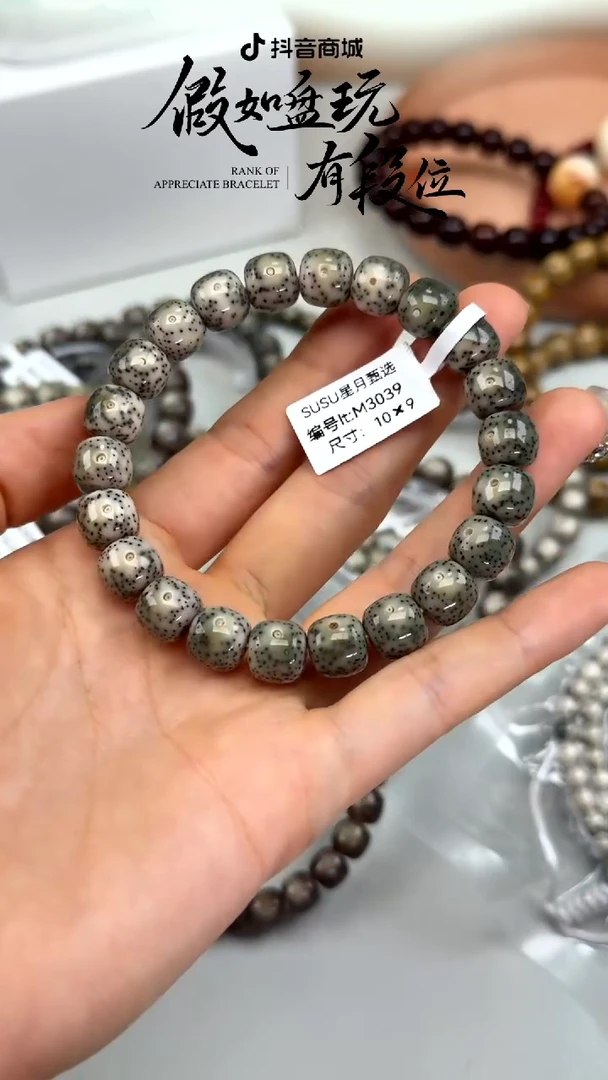 抖音商城
假如盘玩
有段位
RANK OF
APPRECIATE BRACELET
SUSU星月甄选
编号lt:M3039
尺寸: 10×9